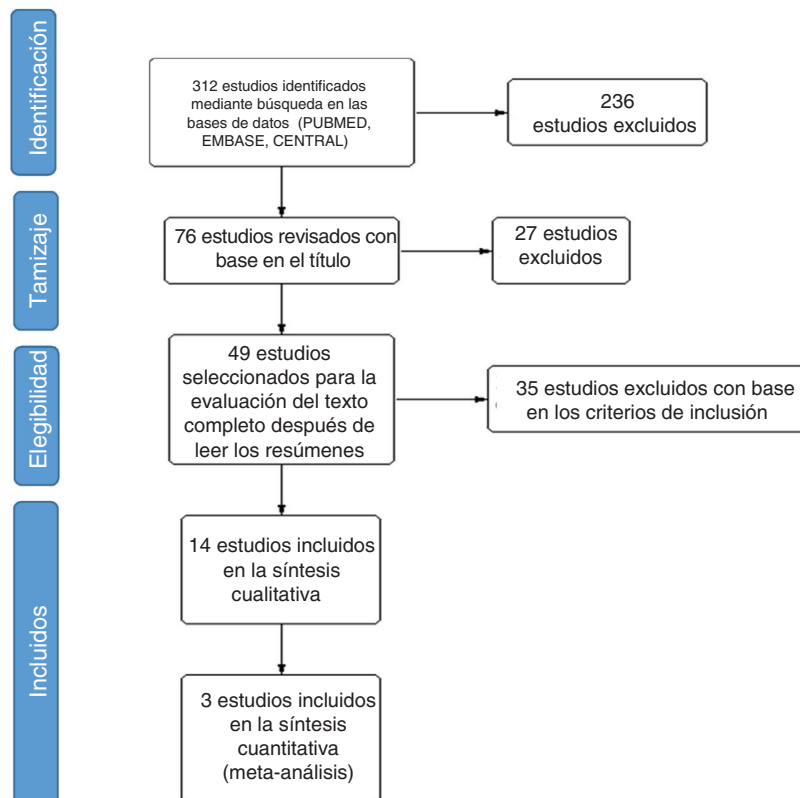 Identificación
312 estudios identificados
mediante búsqueda en las
bases de datos (PUBMED,
EMBASE, CENTRAL)
236
estudios excluidos
Tamizaje
76 estudios revisados con
base en el título
27 estudios
excluidos
Elegibilidad
49 estudios
seleccionados para la
evaluación del texto
completo después de
leer los resúmenes
35 estudios excluidos con base
en los criterios de inclusión
Incluidos
14 estudios incluidos
en la síntesis
cualitativa
3 estudios incluidos
en la síntesis
cuantitativa
(meta-análisis)